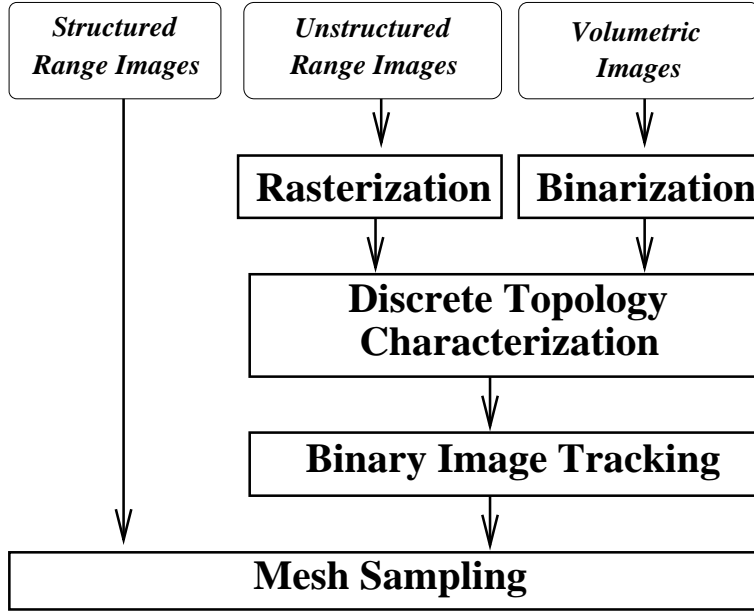 Structured
Range Images
Unstructured
Range Images
Volumetric
Images
Rasterization
Binarization
Discrete Topology
Characterization
Binary Image Tracking
Mesh Sampling